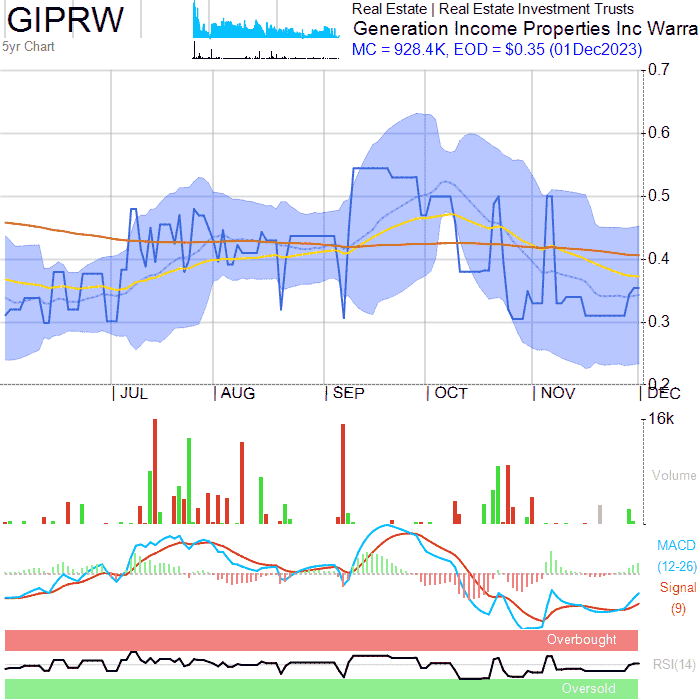 GIPRW
5yr Chart
Real Estate | Real Estate Investment Trusts
Generation Income Properties Inc Warra
MC = 928.4K, EOD = $0.35 (01Dec2023)
0.7
0.6
0.5
0.4
0.3
0.2
JUL AUG SEP OCT NOV DEC
16k
Volume
MACD
(12-26)
Signal
(9)
Overbought
RSI(14)
Oversold